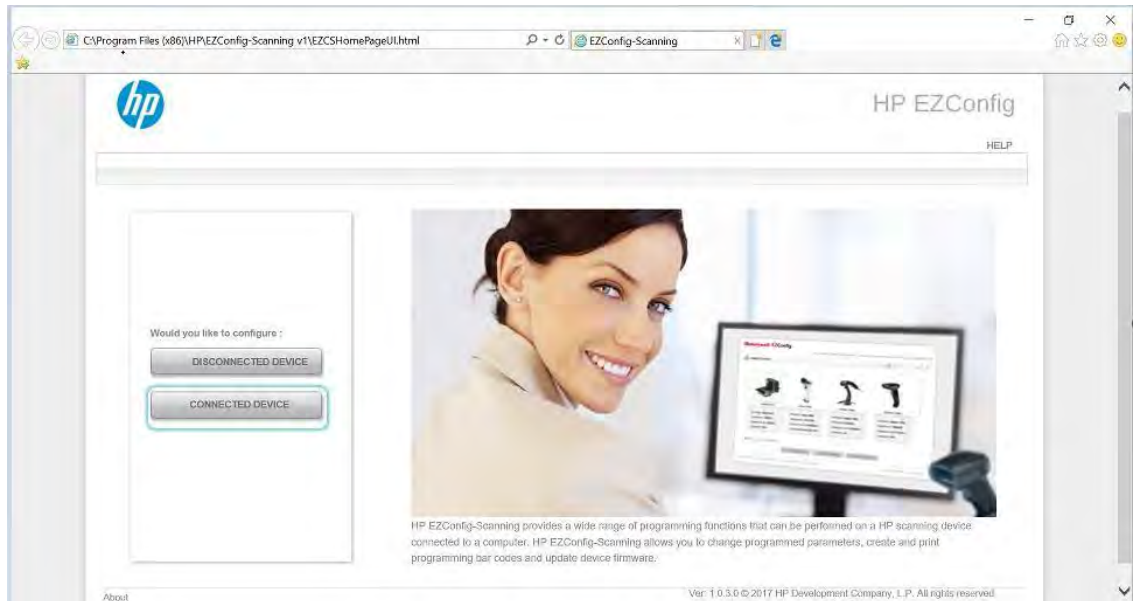 C:\Program Files (x86)\HP\EZConfig-Scanning v1\EZCSHomePageUI.html
EZConfig-Scanning
hp
HP EZConfig
HELP
Would you like to configure :
DISCONNECTED DEVICE
CONNECTED DEVICE
Honeywell EZConfig
HP EZConfig-Scanning provides a wide range of programming functions that can be performed on a HP scanning device
connected to a computer. HP EZConfig-Scanning allows you to change programmed parameters, create and print
programming bar codes and update device firmware.
About
Ver: 1.0.3.0 © 2017 HP Development Company, L.P. All rights reserved